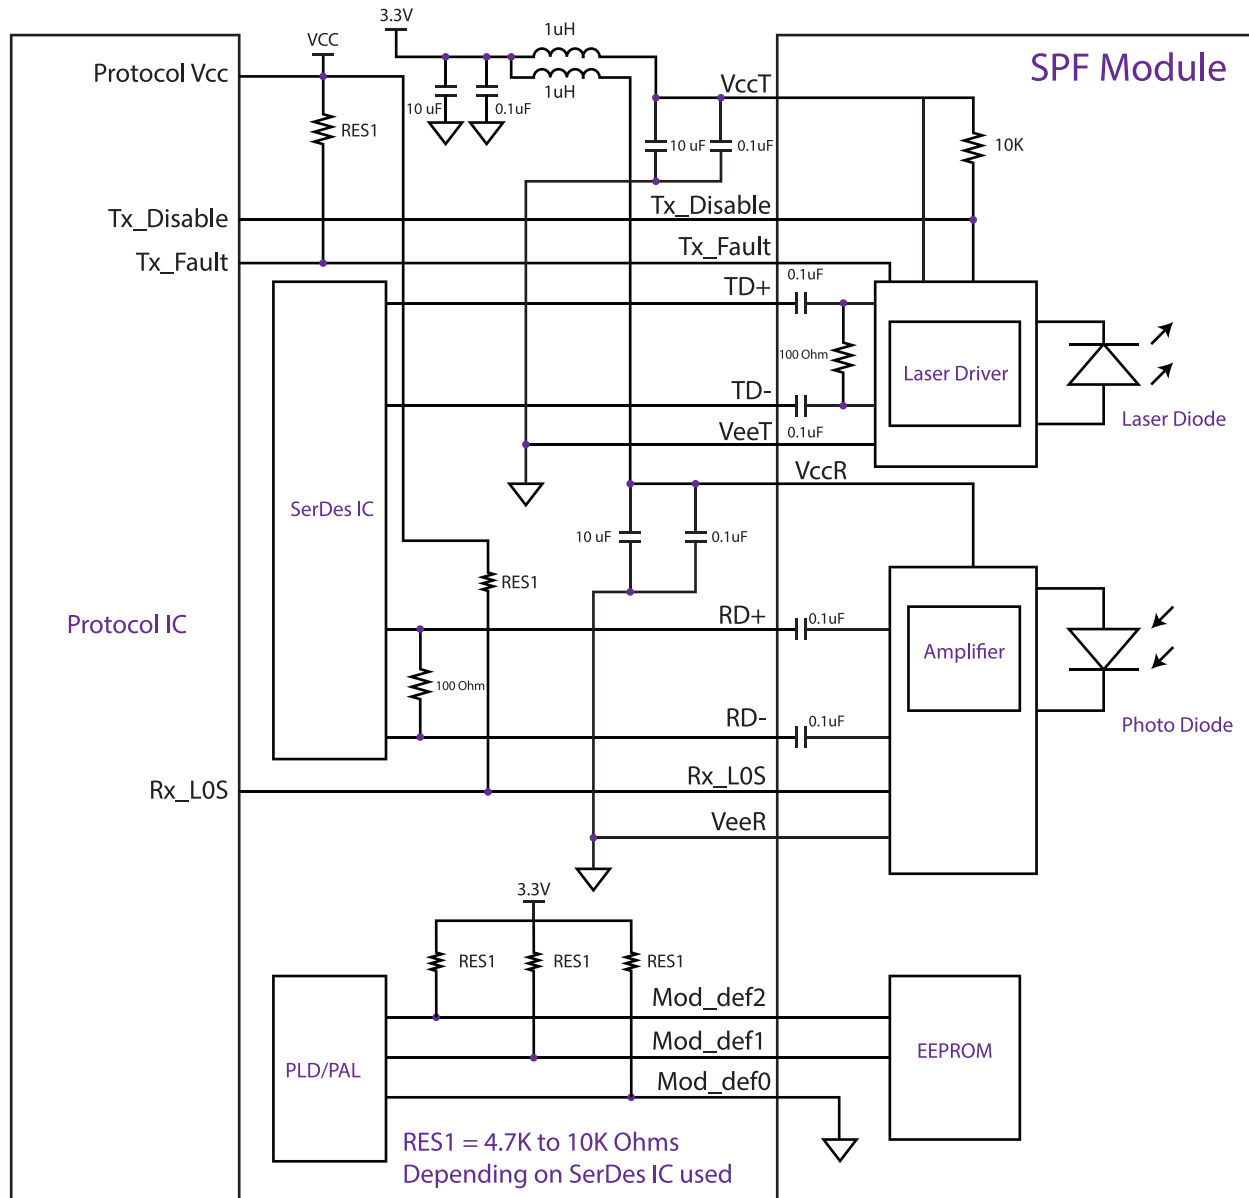 3.3V
1uH
VCC
SPF Module
Protocol Vcc
VccT
1uH
10 uF
0.1uF
RES1
10 uF
0.1uF
10K
Tx_Disable
Tx_Disable
Tx_Fault
Tx_Fault
0.1uF
TD+
100 Ohm
Laser Driver
TD-
Laser Diode
VeeT
0.1uF
VccR
SerDes IC
10 uF
0.1uF
RES1
Protocol IC
RD+
0.1uF
Amplifier
100 Ohm
RD-
0.1uF
Photo Diode
Rx_L0S
Rx_L0S
VeeR
3.3V
RES1
RES1
RES1
Mod_def2
Mod_def1
EEPROM
PLD/PAL
Mod_def0
RES1 = 4.7K to 10K Ohms
Depending on SerDes IC used